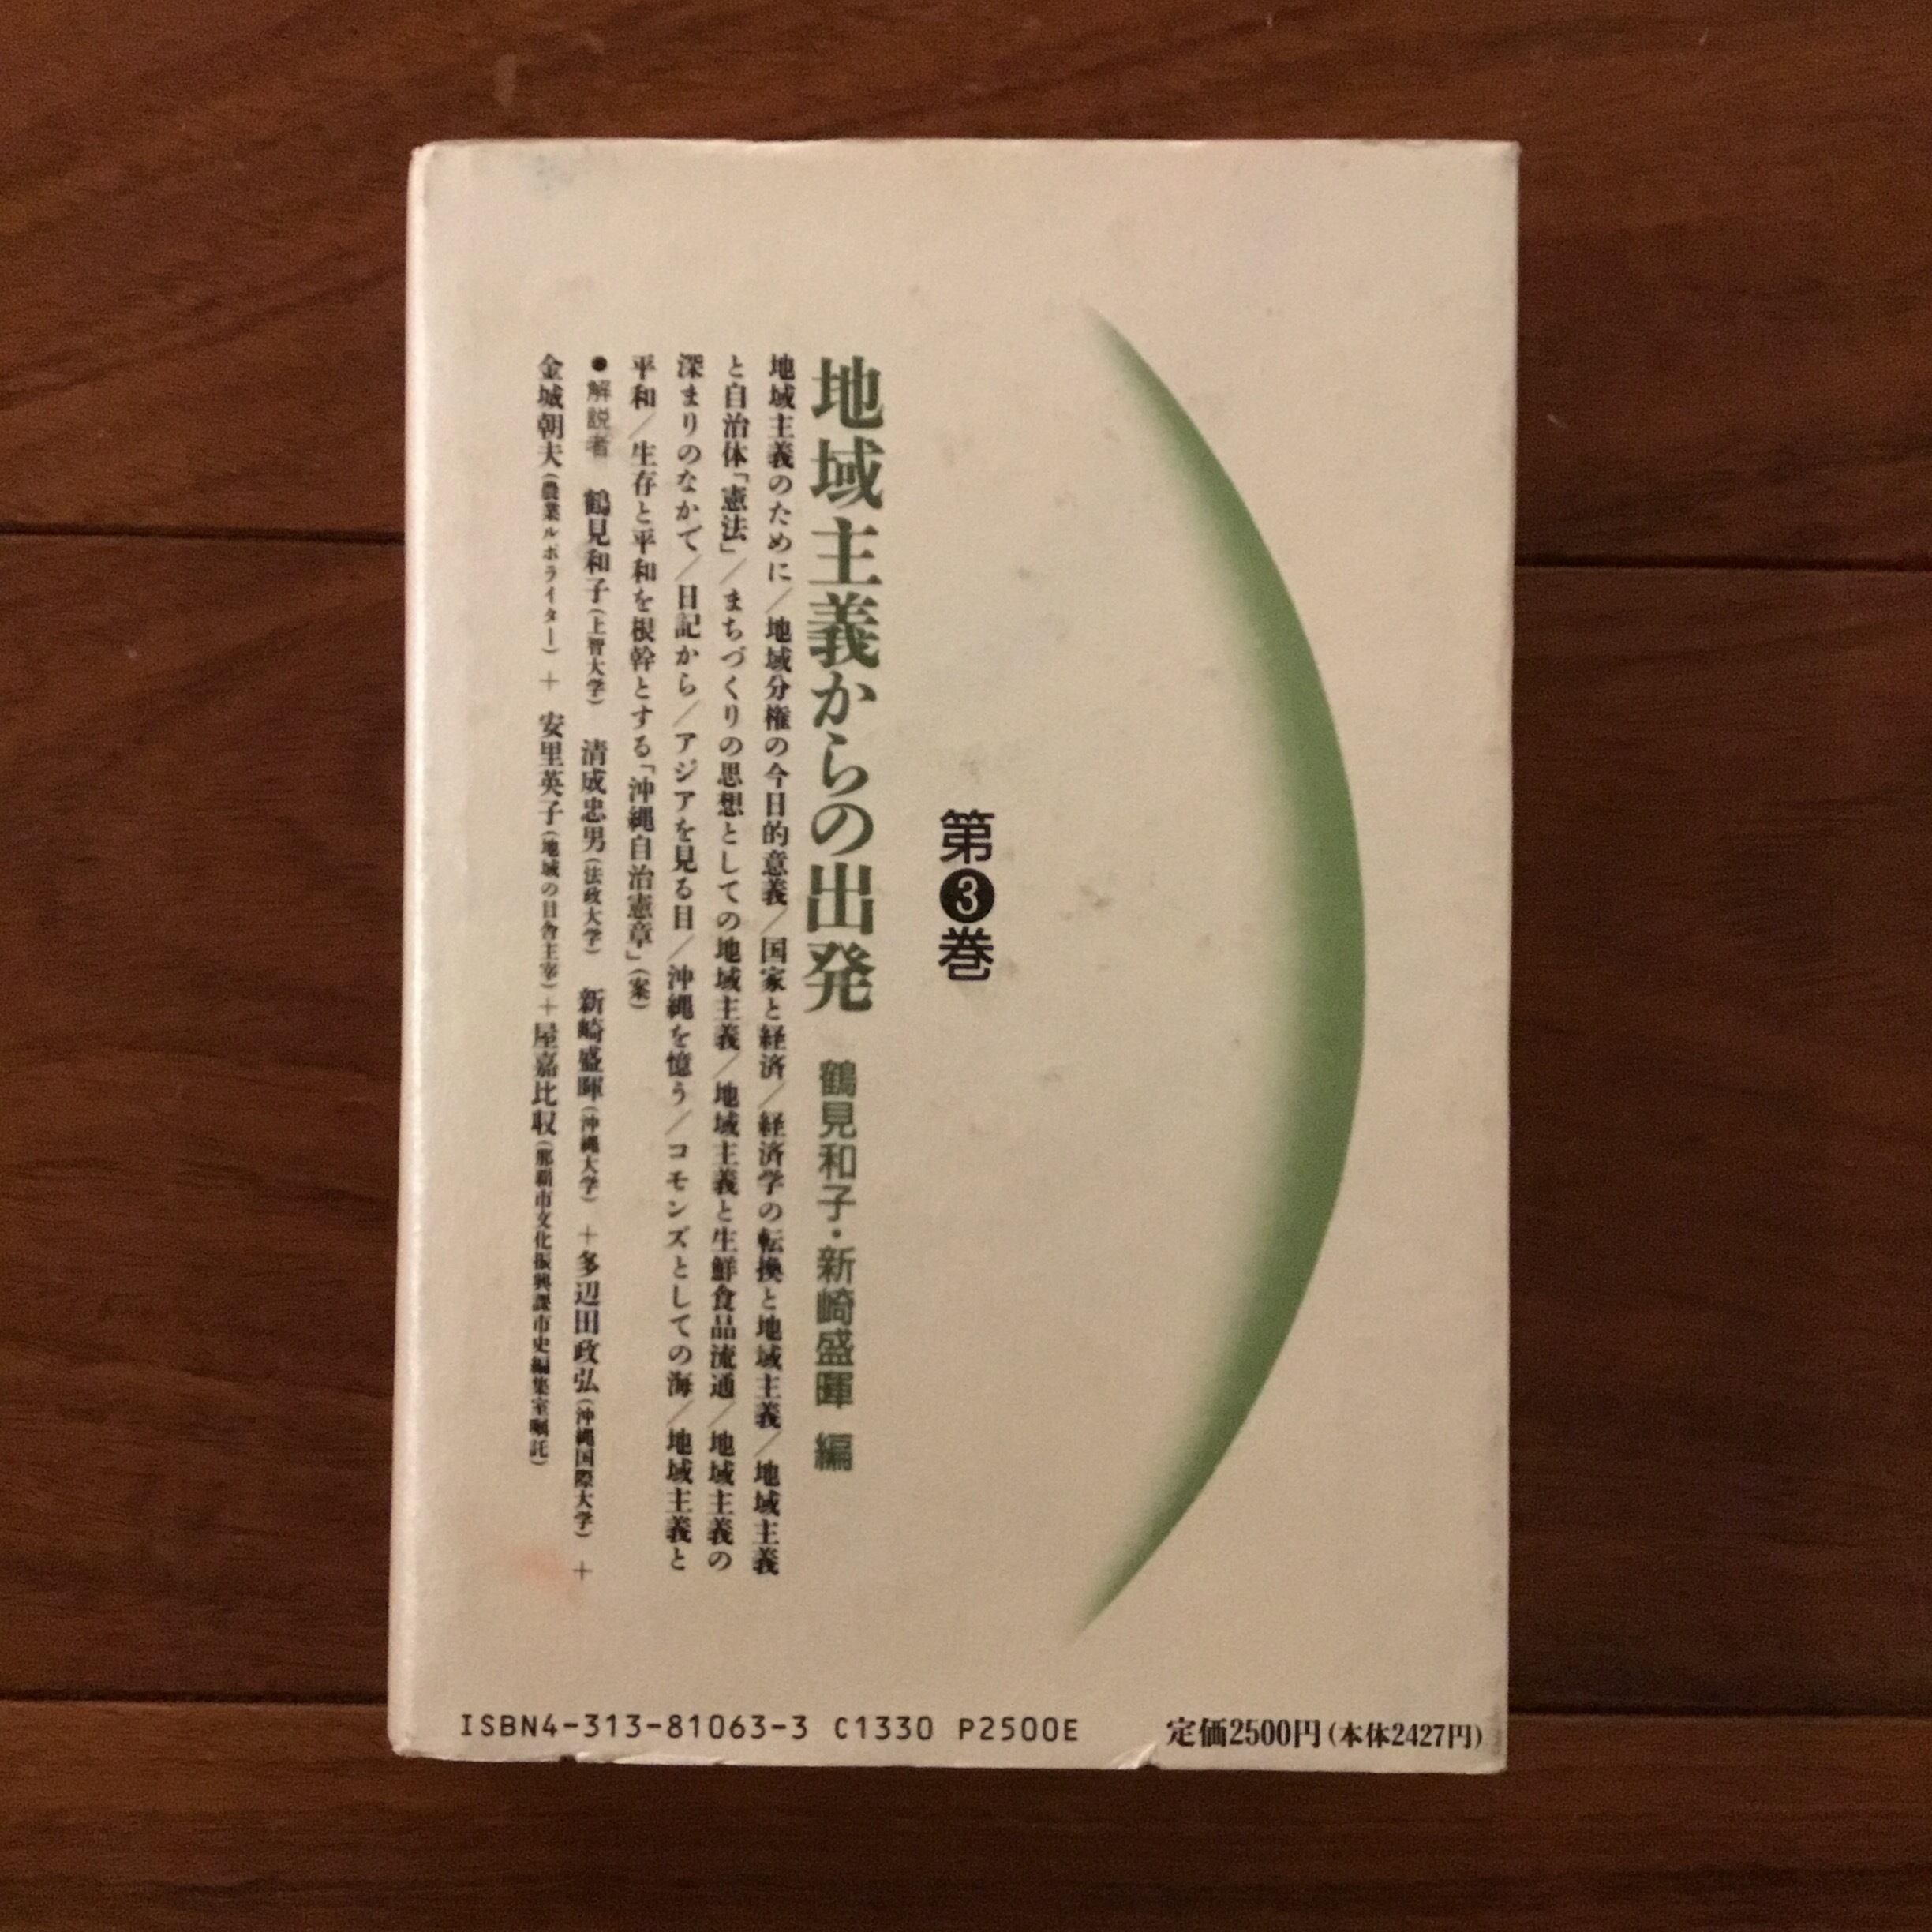 第❸巻
地域主義からの出発 鶴見和子・新崎盛暉 編
地域主義のために／地域分権の今日的意義／国家と経済／経済学の転換と地域主義／地域主義
と自治体「憲法」／まちづくりの思想としての地域主義／地域主義と生鮮食品流通／地域主義の
深まりのなかで／日記から／アジアを見る目／沖縄を憶う／コモンズとしての海／地域主義と
平和／生存と平和を根幹とする「沖縄自治憲章」(案)
●解説者 鶴見和子(上智大学) 清成忠男(法政大学) 新崎盛暉(沖縄大学) ＋多辺田政弘(沖縄国際大学) ＋
金城朝夫(農業ルポライター) ＋ 安里英子(地域の目舎主宰)＋屋嘉比収(那覇市文化振興課市史編集室嘱託)
ISBN4-313-81063-3 C1330 P2500E
定価2500円(本体2427円)